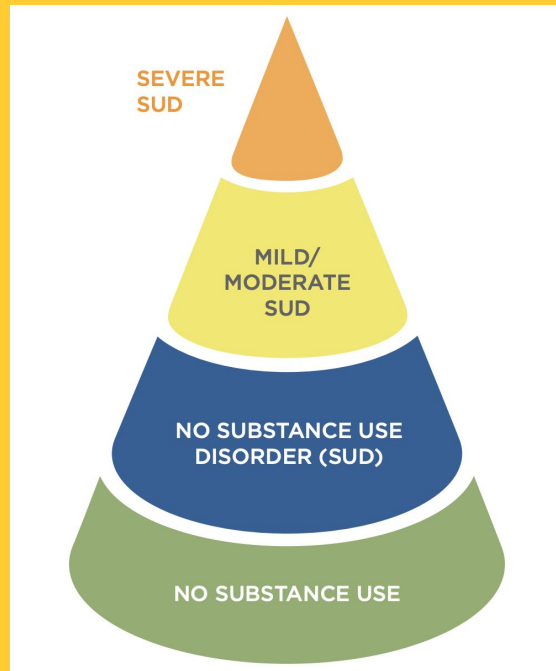 SEVERE
SUD
MILD/
MODERATE
SUD
NO SUBSTANCE USE
DISORDER (SUD)
NO SUBSTANCE USE